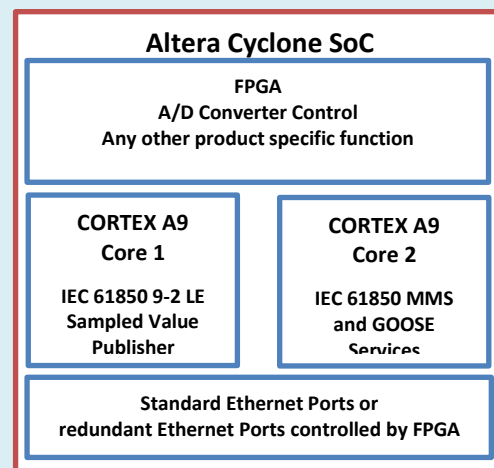 Altera Cyclone SoC
FPGA
A/D Converter Control
Any other product specific function
CORTEX A9
Core 1
IEC 61850 9-2 LE
Sampled Value
Publisher
CORTEX A9
Core 2
IEC 61850 MMS
and GOOSE
Services
Standard Ethernet Ports or
redundant Ethernet Ports controlled by FPGA